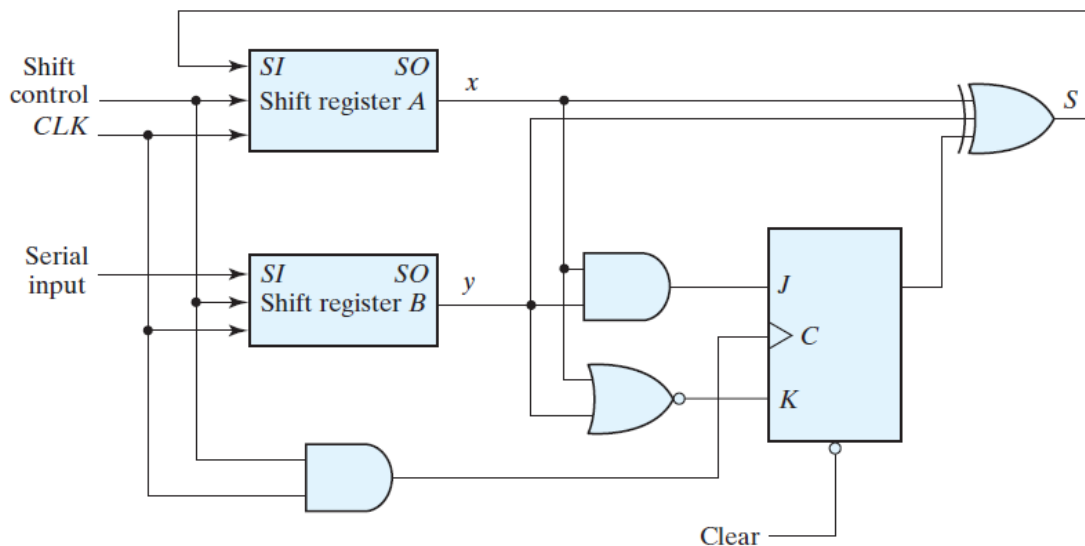 Shift
control
CLK
SI SO
Shift register A
x
S
Serial
input
SI SO
Shift register B
y
J
C
K
Clear